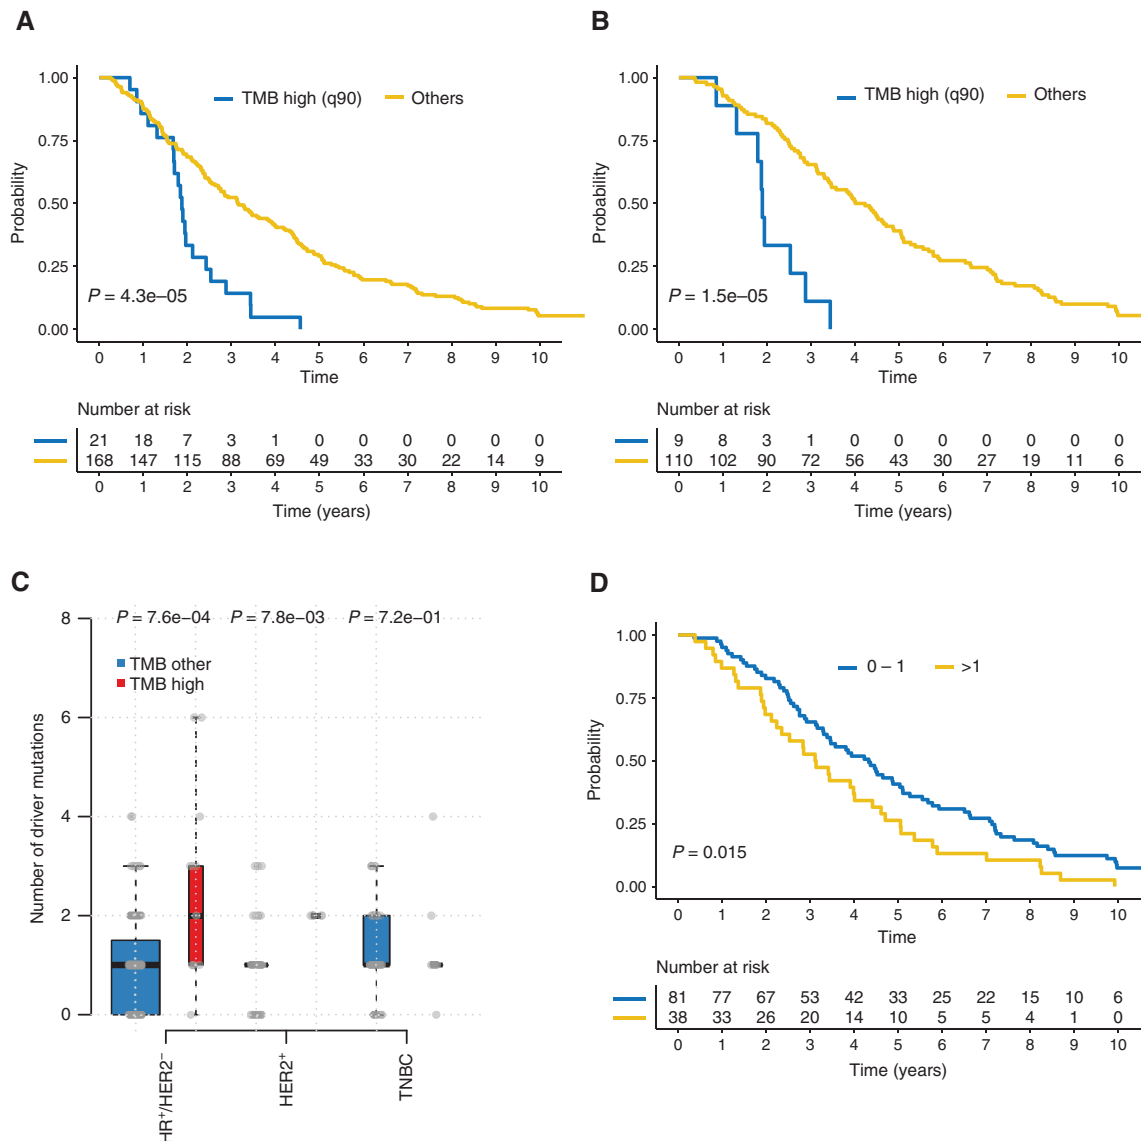 A
1.00
0.75
0.50
0.25
0.00
Probability
TMB high (q90) Others
P = 4.3e–05
0 1 2 3 4 5 6 7 8 9 10
Time
Number at risk
21 18 7 3 1 0 0 0 0 0 0
168 147 115 88 69 49 33 30 22 14 9
0 1 2 3 4 5 6 7 8 9 10
Time (years)
B
1.00
0.75
0.50
0.25
0.00
Probability
TMB high (q90) Others
P = 1.5e–05
0 1 2 3 4 5 6 7 8 9 10
Time
Number at risk
9 8 3 1 0 0 0 0 0 0 0
110 102 90 72 56 43 30 27 19 11 6
0 1 2 3 4 5 6 7 8 9 10
Time (years)
C
8
6
4
2
0
Number of driver mutations
P = 7.6e–04 P = 7.8e–03 P = 7.2e–01
TMB other
TMB high
HR⁺/HER2⁻
HER2⁺
TNBC
D
1.00
0.75
0.50
0.25
0.00
Probability
0 – 1 >1
P = 0.015
0 1 2 3 4 5 6 7 8 9 10
Time
Number at risk
81 77 67 53 42 33 25 22 15 10 6
38 33 26 20 14 10 5 5 4 1 0
0 1 2 3 4 5 6 7 8 9 10
Time (years)